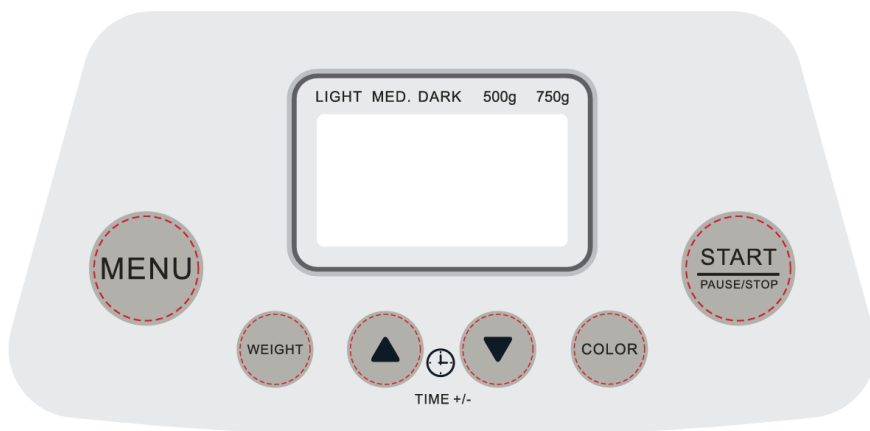 LIGHT MED. DARK 500g 750g
MENU
START
PAUSE/STOP
WEIGHT
COLOR
TIME +/-